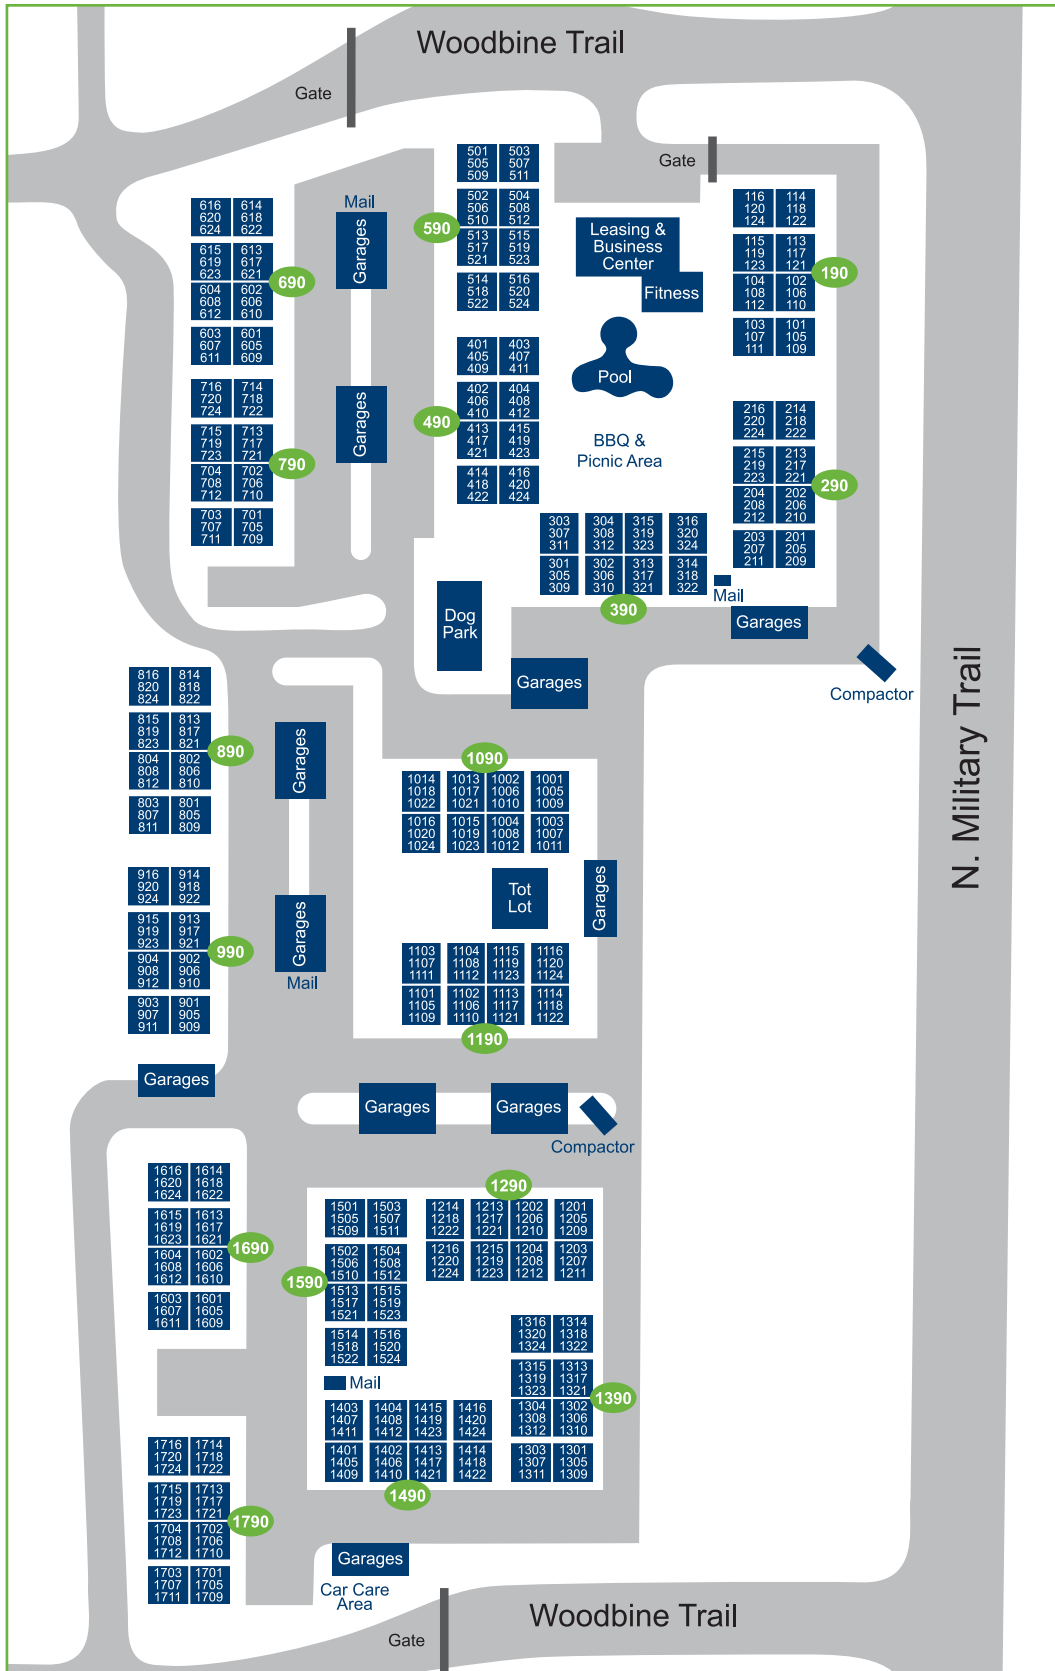 Woodbine Trail
Gate
Gate
Mail
Garages
Garages
590
501 503
505 507
509 511
502 504
506 508
510 512
513 515
517 519
521 523
514 516
518 520
522 524
Leasing &
Business
Center
Fitness
Pool
BBQ &
Picnic Area
190
116 114
120 118
124 122
115 113
119 117
123 121
104 102
108 106
112 110
103 101
107 105
111 109
690
616 614
620 618
624 622
615 613
619 617
623 621
604 602
608 606
612 610
603 601
607 605
611 609
490
401 403
405 407
409 411
402 404
406 408
410 412
413 415
417 419
421 423
414 416
418 420
422 424
790
716 714
720 718
724 722
715 713
719 717
723 721
704 702
708 706
712 710
703 701
707 705
711 709
290
216 214
220 218
224 222
215 213
219 217
223 221
204 202
208 206
212 210
203 201
207 205
211 209
303 304 315 316
307 308 319 320
311 312 323 324
301 302 313 314
305 306 317 318
309 310 321 322
390
Mail
Garages
Dog
Park
Garages
Compactor
N. Military Trail
890
816 814
820 818
824 822
815 813
819 817
823 821
804 802
808 806
812 810
803 801
807 805
811 809
Garages
Garages
Mail
1090
1014 1013 1002 1001
1018 1017 1006 1005
1022 1021 1010 1009
1016 1015 1004 1003
1020 1019 1008 1007
1024 1023 1012 1011
Tot
Lot
Garages
990
916 914
920 918
924 922
915 913
919 917
923 921
904 902
908 906
912 910
903 901
907 905
911 909
1103 1104 1115 1116
1107 1108 1119 1120
1111 1112 1123 1124
1101 1102 1113 1114
1105 1106 1117 1118
1109 1110 1121 1122
1190
Garages
Garages
Garages
Compactor
1290
1214 1213 1202 1201
1218 1217 1206 1205
1222 1221 1210 1209
1216 1215 1204 1203
1220 1219 1208 1207
1224 1223 1212 1211
1690
1616 1614
1620 1618
1624 1622
1615 1613
1619 1617
1623 1621
1604 1602
1608 1606
1612 1610
1603 1601
1607 1605
1611 1609
1590
1501 1503
1505 1507
1509 1511
1502 1504
1506 1508
1510 1512
1513 1515
1517 1519
1521 1523
1514 1516
1518 1520
1522 1524
Mail
1390
1316 1314
1320 1318
1324 1322
1315 1313
1319 1317
1323 1321
1304 1302
1308 1306
1312 1310
1303 1301
1307 1305
1311 1309
1403 1404 1415 1416
1407 1408 1419 1420
1411 1412 1423 1424
1401 1402 1413 1414
1405 1406 1417 1418
1409 1410 1421 1422
1490
1790
1716 1714
1720 1718
1724 1722
1715 1713
1719 1717
1723 1721
1704 1702
1708 1706
1712 1710
1703 1701
1707 1705
1711 1709
Garages
Car Care
Area
Woodbine Trail
Gate